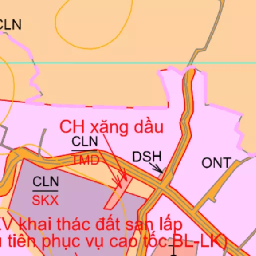 CLN
CLN
CH xăng dầu
CLN
TMD
DSH
ONT
CLN
SKX
V khai thác đất san lấp
tiên phục vụ cao tốc BL-LK)